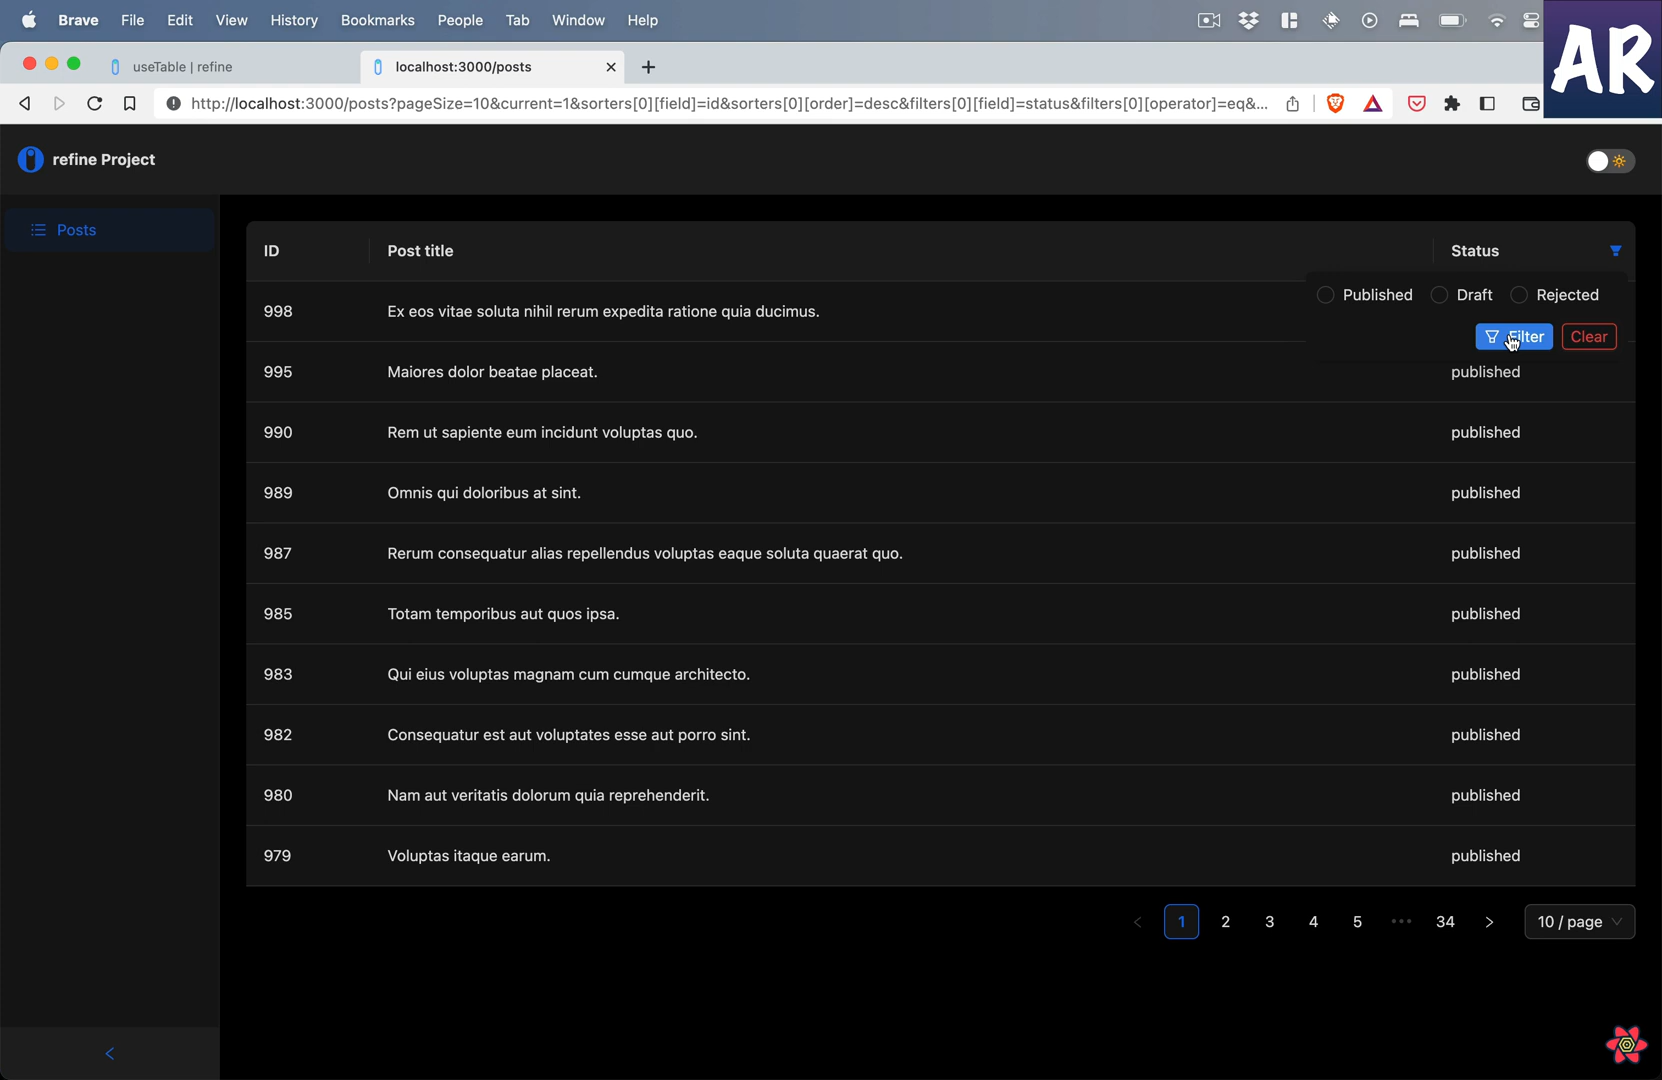 Brave File Edit View History Bookmarks People Tab Window Help
AR
useTable | refine
localhost:3000/posts
http://localhost:3000/posts?pageSize=10&current=1&sorters[0][field]=id&sorters[0][order]=desc&filters[0][field]=status&filters[0][operator]=eq&...
refine Project
Posts
ID Post title Status
Published Draft Rejected
998 Ex eos vitae soluta nihil rerum expedita ratione quia ducimus.
Filter Clear
995 Maiores dolor beatae placeat. published
990 Rem ut sapiente eum incidunt voluptas quo. published
989 Omnis qui doloribus at sint. published
987 Rerum consequatur alias repellendus voluptas eaque soluta quaerat quo. published
985 Totam temporibus aut quos ipsa. published
983 Qui eius voluptas magnam cum cumque architecto. published
982 Consequatur est aut voluptates esse aut porro sint. published
980 Nam aut veritatis dolorum quia reprehenderit. published
979 Voluptas itaque earum. published
1 2 3 4 5 ••• 34 10 / page